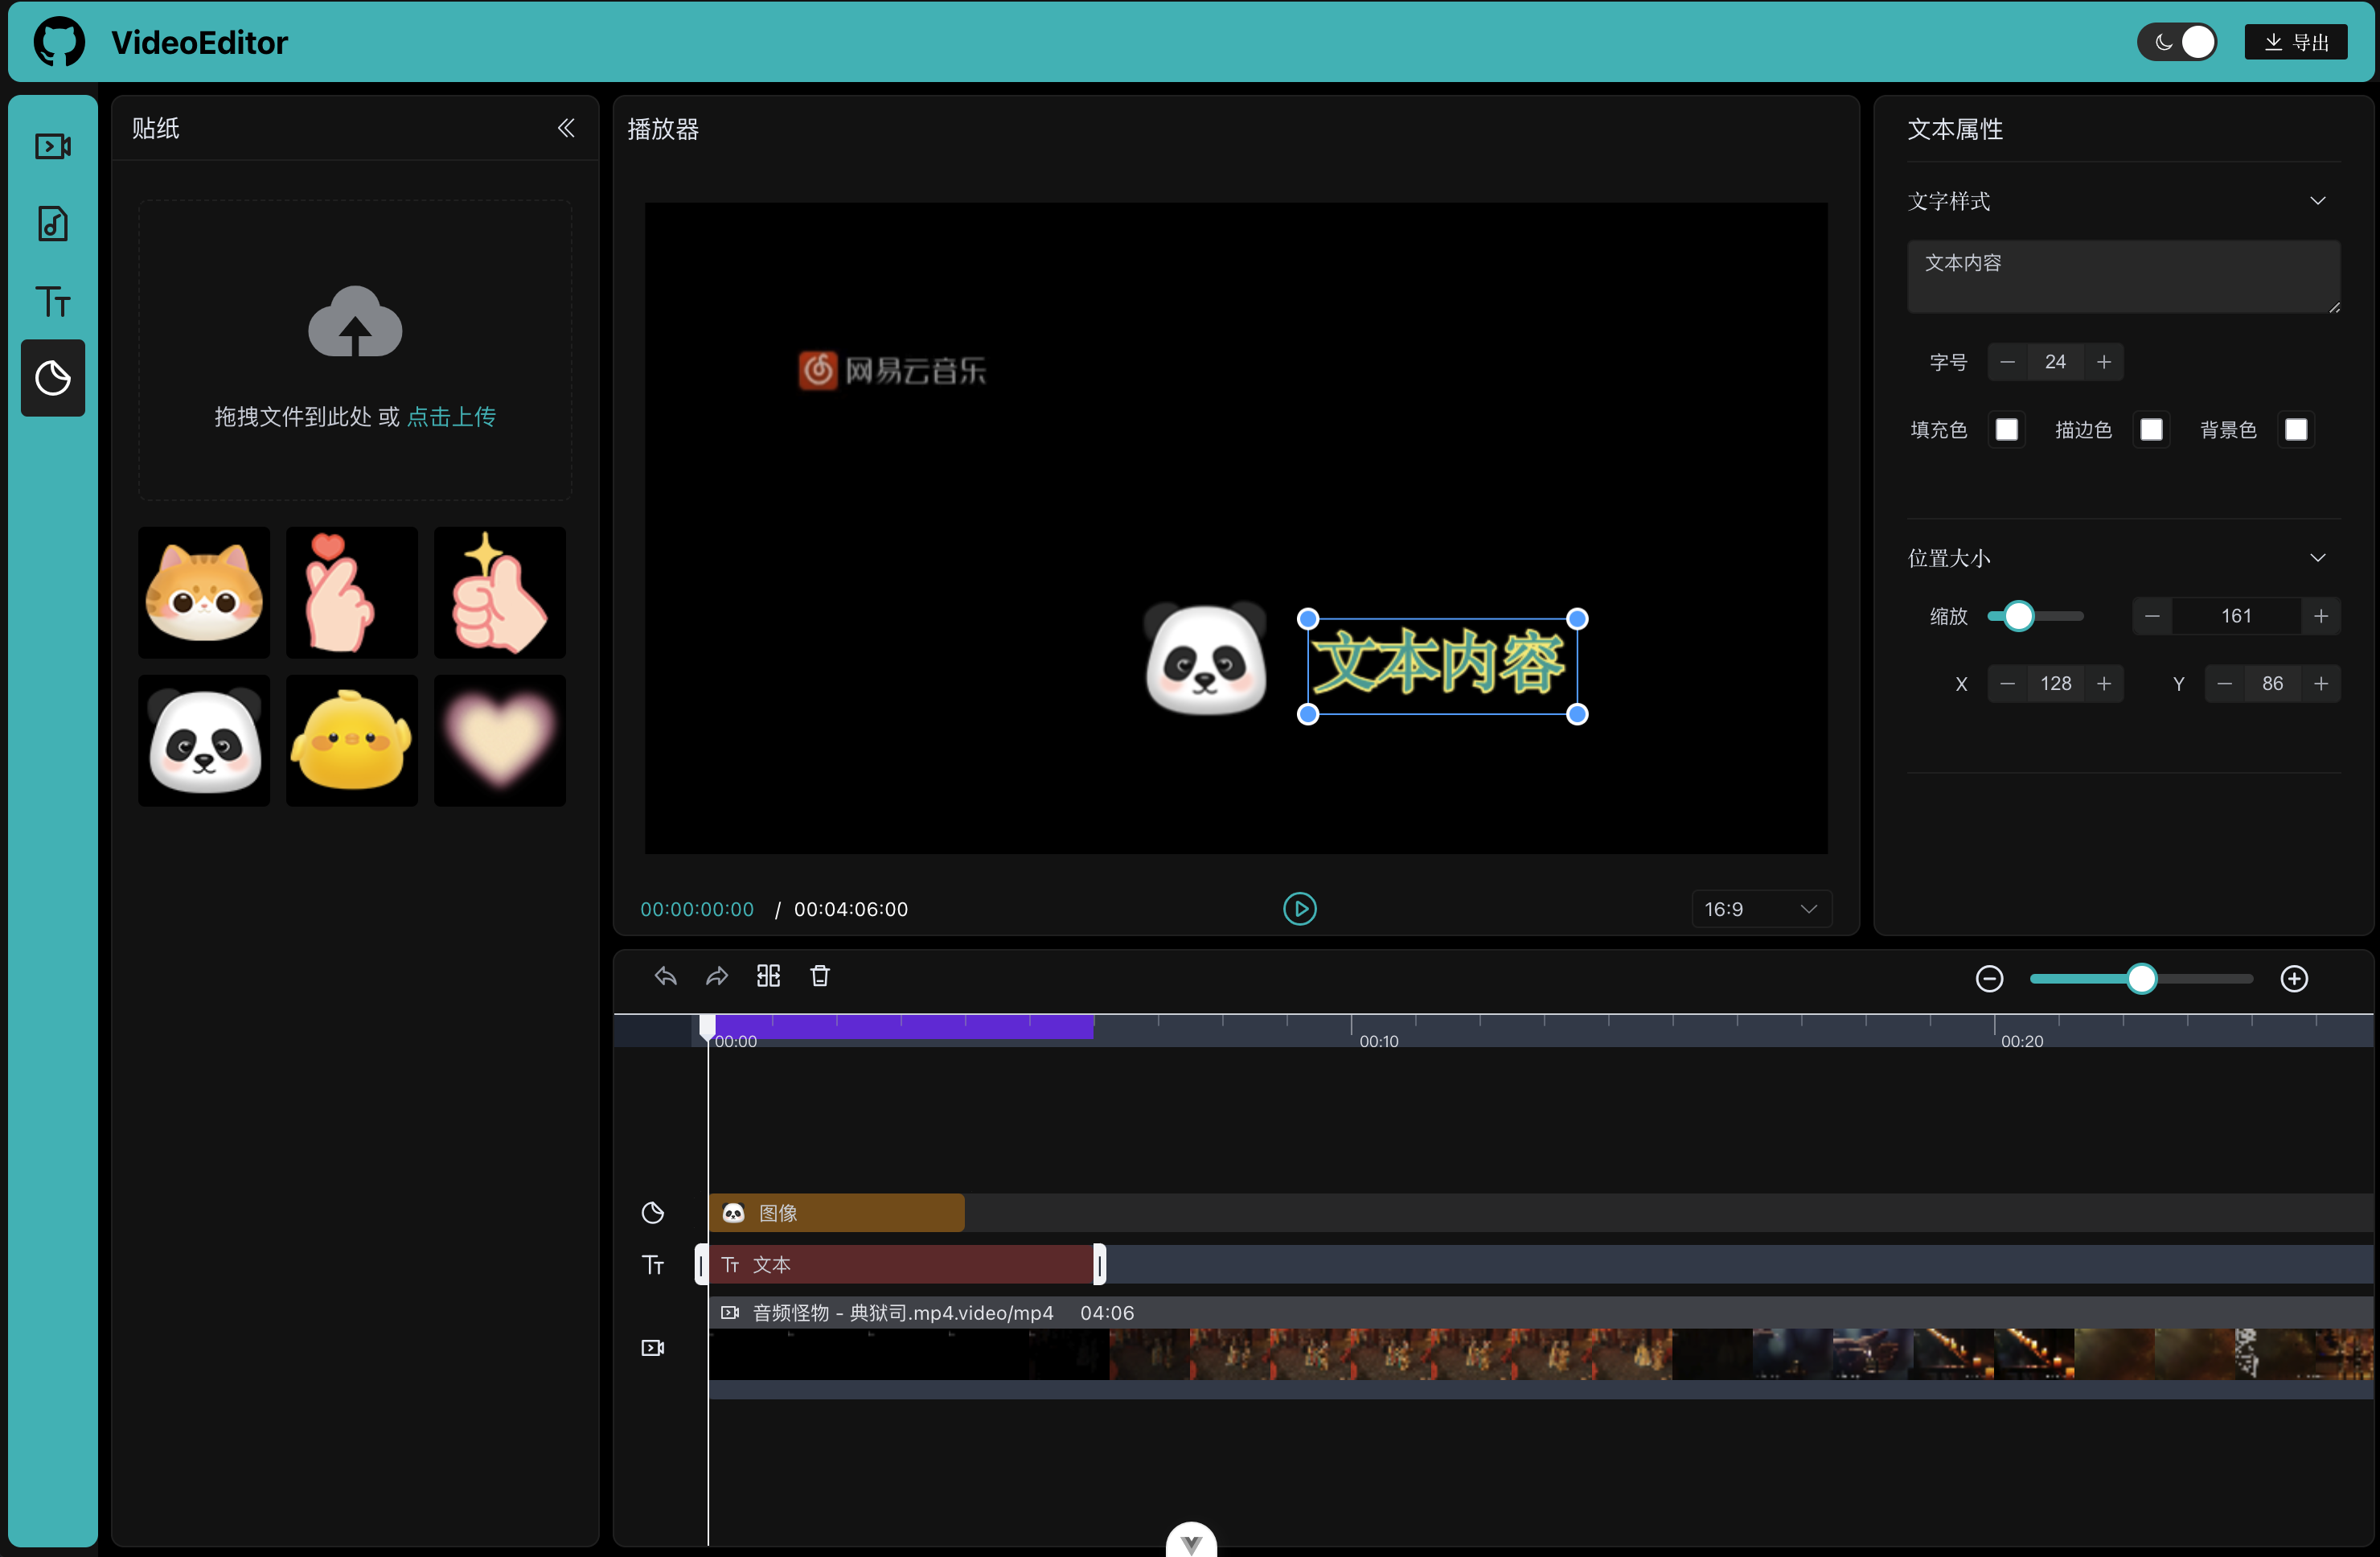 VideoEditor
导出
贴纸
拖拽文件到此处 或 点击上传
播放器
网易云音乐
文本内容
00:00:00:00 / 00:04:06:00
16:9
文本属性
文字样式
文本内容
字号 24
填充色 描边色 背景色
位置大小
缩放 161
X 128 Y 86
00:00 00:10 00:20
图像
Tт 文本
音频怪物 - 典狱司.mp4.video/mp4 04:06